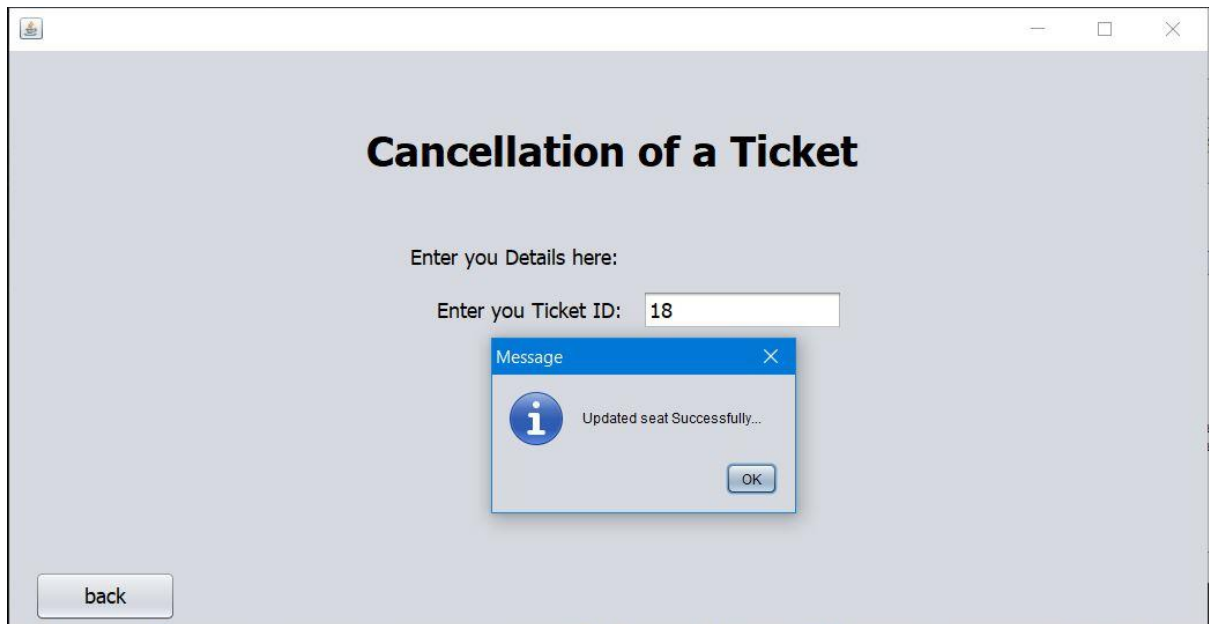 Cancellation of a Ticket
Enter you Details here:
Enter you Ticket ID: 18
Message
Updated seat Successfully...
OK
back